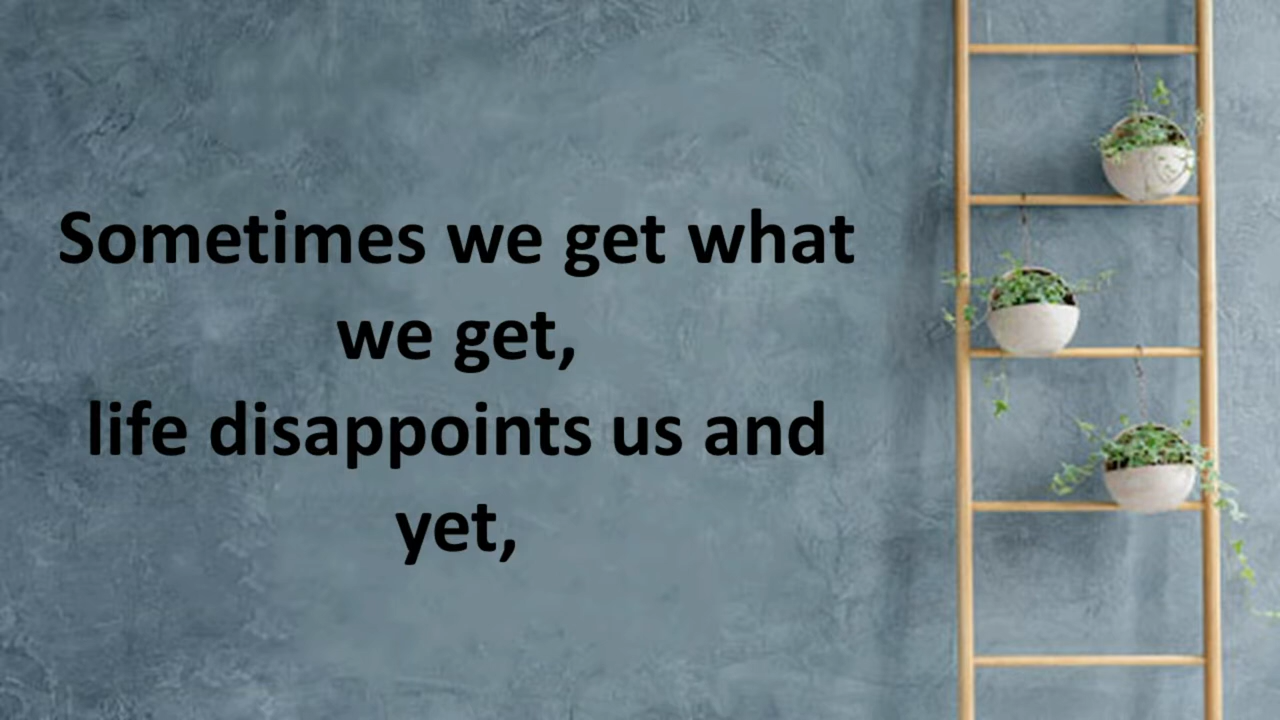 Sometimes we get what
we get,
life disappoints us and
yet,